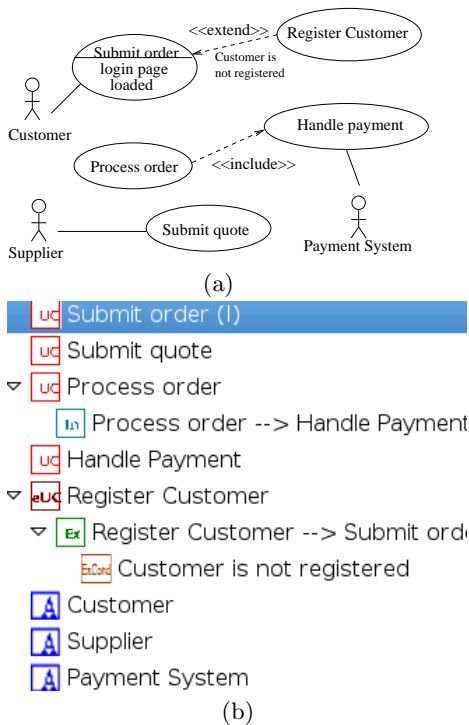 <<extend>>
Register Customer
Submit order
login page
loaded
Customer is
not registered
Customer
Handle payment
Process order
<<include>>
Submit quote
Supplier
Payment System
(a)
UC Submit order (I)
UC Submit quote
UC Process order
In Process order --> Handle Payment
UC Handle Payment
eUC Register Customer
Ex Register Customer --> Submit orde
ExCond Customer is not registered
A Customer
A Supplier
A Payment System
(b)